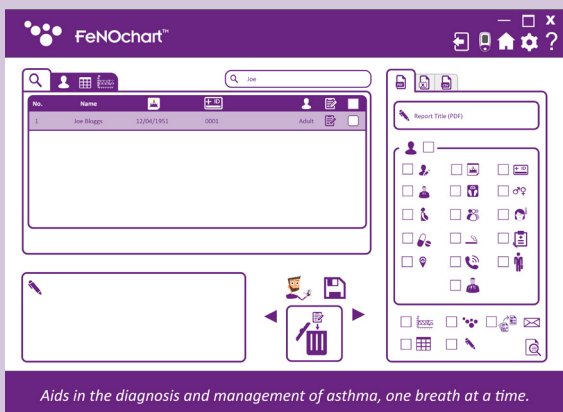 FeNOchart™
X
?
Joe
No. Name + ID
1 Joe Bloggs 12/04/1951 0001 Adult
Report Title (PDF)
Aids in the diagnosis and management of asthma, one breath at a time.